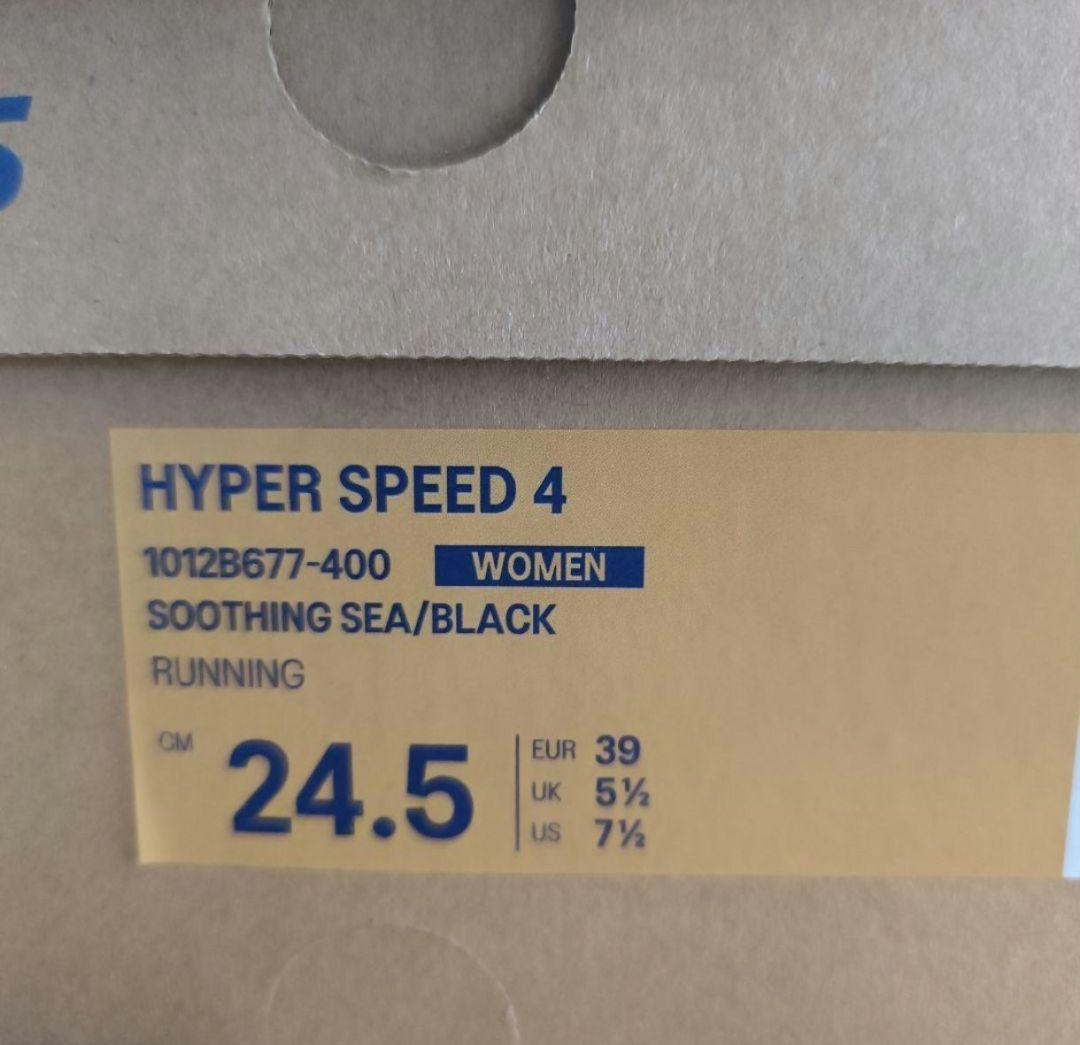 HYPER SPEED 4
1012B677-400 WOMEN
SOOTHING SEA/BLACK
RUNNING
CM 24.5
EUR 39
UK 5½
US 7½